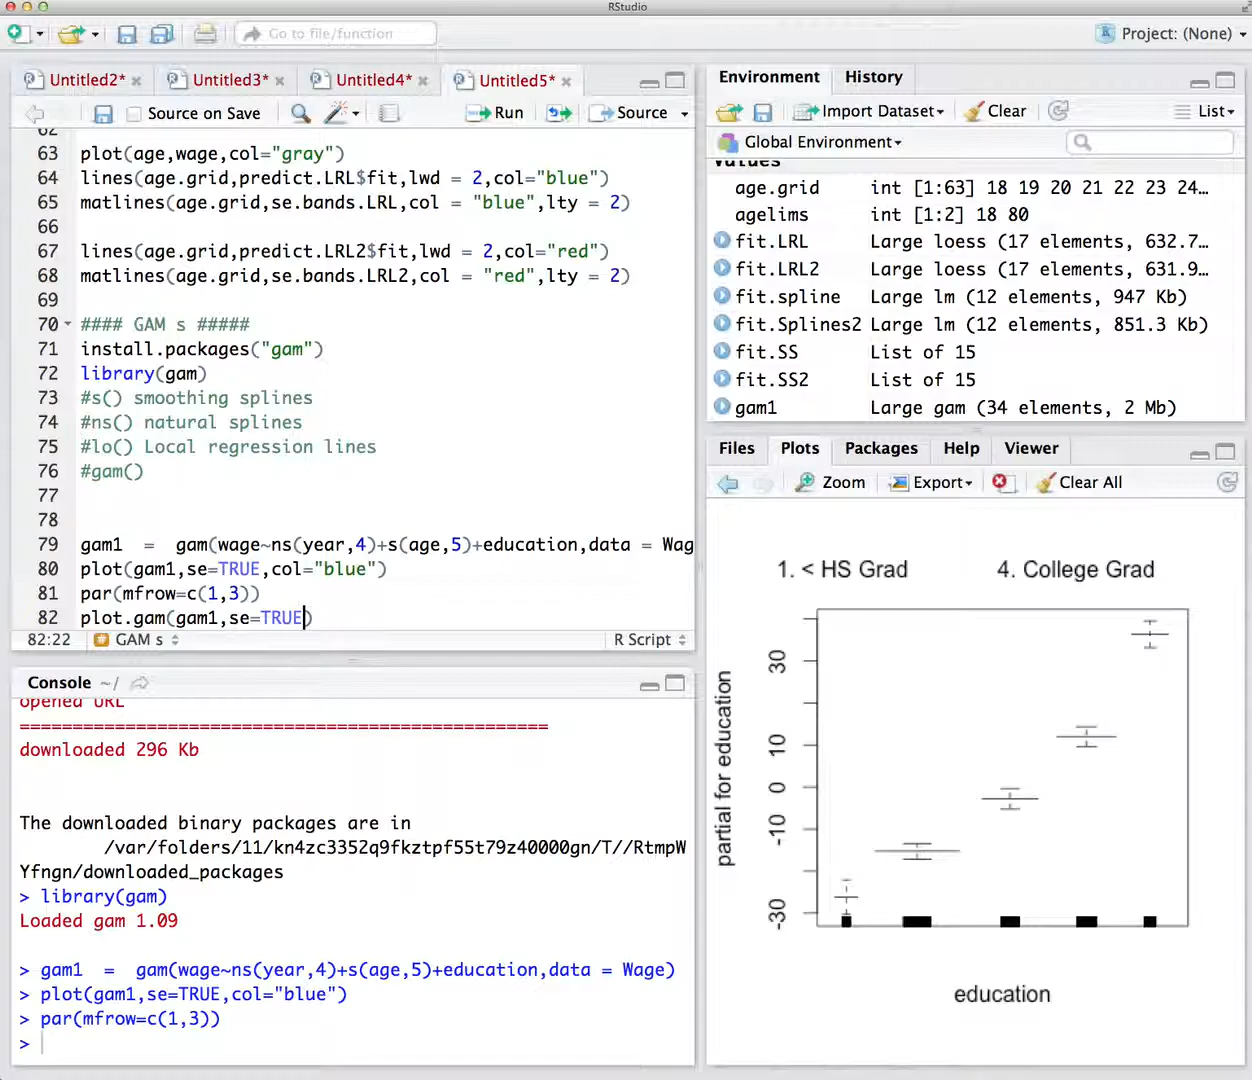 RStudio
Go to file/function
Project: (None)
Untitled2*
Untitled3*
Untitled4*
Untitled5*
Source on Save
Run
Source
62
63 plot(age,wage,col="gray")
64 lines(age.grid,predict.LRL$fit,lwd = 2,col="blue")
65 matlines(age.grid,se.bands.LRL,col = "blue",lty = 2)
66
67 lines(age.grid,predict.LRL2$fit,lwd = 2,col="red")
68 matlines(age.grid,se.bands.LRL2,col = "red",lty = 2)
69
70 #### GAM s #####
71 install.packages("gam")
72 library(gam)
73 #s() smoothing splines
74 #ns() natural splines
75 #lo() Local regression lines
76 #gam()
77
78
79 gam1  =  gam(wage~ns(year,4)+s(age,5)+education,data = Wag
80 plot(gam1,se=TRUE,col="blue")
81 par(mfrow=c(1,3))
82 plot.gam(gam1,se=TRUE)
82:22
GAM s
R Script
Console ~/
opened URL
==================================================
downloaded 296 Kb
The downloaded binary packages are in
/var/folders/11/kn4zc3352q9fkztpf55t79z40000gn/T//RtmpW
Yfngn/downloaded_packages
> library(gam)
Loaded gam 1.09
> gam1  =  gam(wage~ns(year,4)+s(age,5)+education,data = Wage)
> plot(gam1,se=TRUE,col="blue")
> par(mfrow=c(1,3))
>
Environment
History
Import Dataset
Clear
List
Global Environment
Values
age.grid int [1:63] 18 19 20 21 22 23 24…
agelims int [1:2] 18 80
fit.LRL Large loess (17 elements, 632.7…
fit.LRL2 Large loess (17 elements, 631.9…
fit.spline Large lm (12 elements, 947 Kb)
fit.Splines2 Large lm (12 elements, 851.3 Kb)
fit.SS List of 15
fit.SS2 List of 15
gam1 Large gam (34 elements, 2 Mb)
Files
Plots
Packages
Help
Viewer
Zoom
Export
Clear All
1. < HS Grad
4. College Grad
partial for education
30
10
0
-10
-30
education